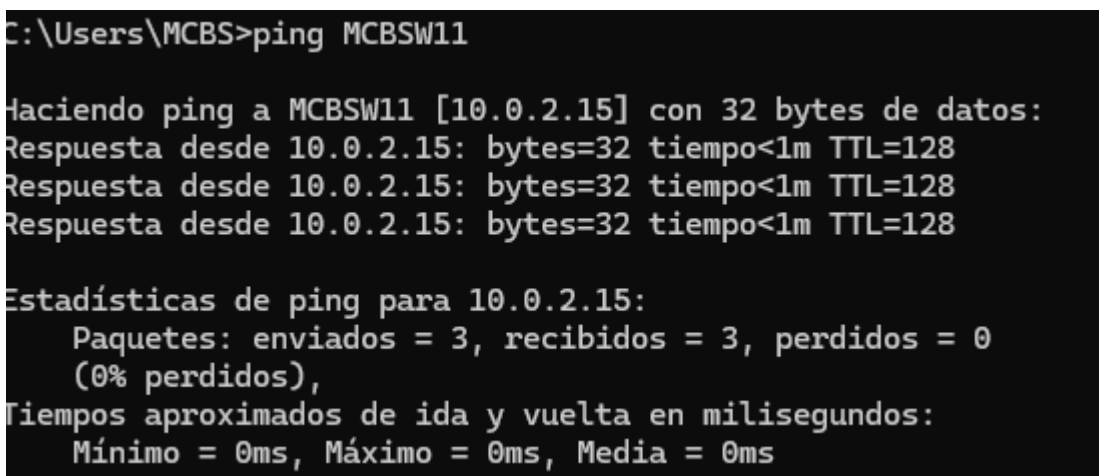 C:\Users\MCBS>ping MCBSW11
Haciendo ping a MCBSW11 [10.0.2.15] con 32 bytes de datos:
Respuesta desde 10.0.2.15: bytes=32 tiempo<1m TTL=128
Respuesta desde 10.0.2.15: bytes=32 tiempo<1m TTL=128
Respuesta desde 10.0.2.15: bytes=32 tiempo<1m TTL=128
Estadísticas de ping para 10.0.2.15:
Paquetes: enviados = 3, recibidos = 3, perdidos = 0
(0% perdidos),
Tiempos aproximados de ida y vuelta en milisegundos:
Mínimo = 0ms, Máximo = 0ms, Media = 0ms